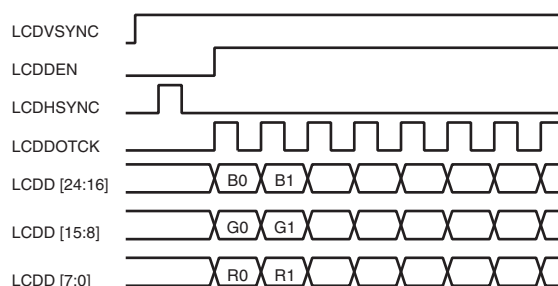 LCDVSYNC
LCDDEN
LCDHSYNC
LCDDOTCK
LCDD [24:16] B0 B1
LCDD [15:8] G0 G1
LCDD [7:0] R0 R1